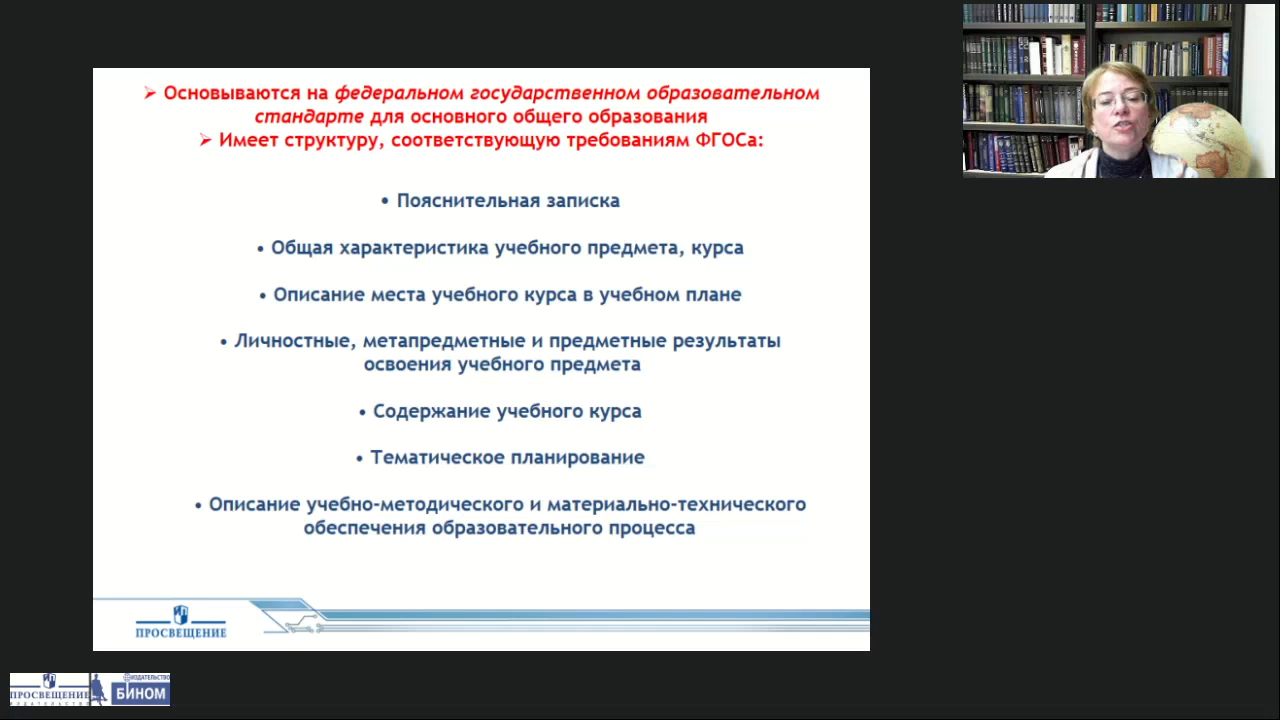 ➢ Основываются на федеральном государственном образовательном
стандарте для основного общего образования
➢ Имеет структуру, соответствующую требованиям ФГОСа:
• Пояснительная записка
• Общая характеристика учебного предмета, курса
• Описание места учебного курса в учебном плане
• Личностные, метапредметные и предметные результаты
освоения учебного предмета
• Содержание учебного курса
• Тематическое планирование
• Описание учебно-методического и материально-технического
обеспечения образовательного процесса
ПРОСВЕЩЕНИЕ
ПРОСВЕЩЕНИЕ
ИЗДАТЕЛЬСТВО
ИЗДАТЕЛЬСТВО
БИНОМ